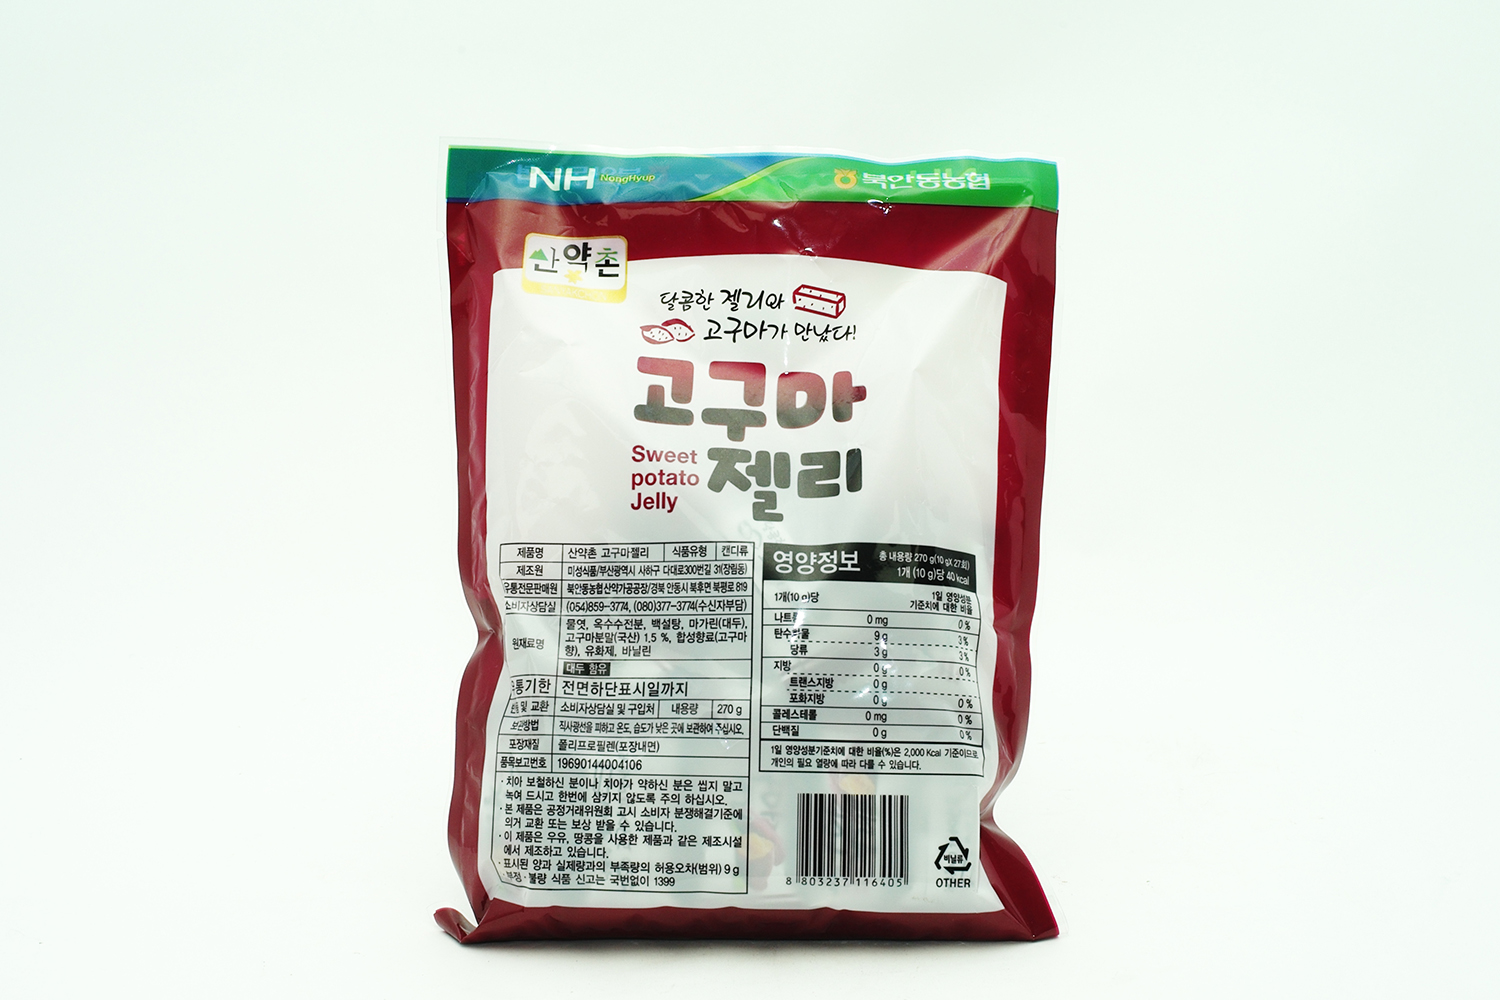 NH NongHyup 북안동농협
산약촌
달콤한 젤리와
고구마가 만났다!
고구마
젤리
Sweet
potato
Jelly
제품명 산약촌 고구마젤리 식품유형 캔디류
제조원 미성식품/부산광역시 사하구 다대로300번길 31(장림동)
유통전문판매원 북안동농협산약가공공장/경북 안동시 북후면 북평로 819
소비자상담실 (054)859-3774, (080)377-3774(수신자부담)
원재료명 물엿, 옥수수전분, 백설탕, 마가린(대두),
고구마분말(국산) 1.5 %, 합성향료(고구마
향), 유화제, 바닐린
대두 함유
유통기한 전면하단표시일까지
반품 및 교환 소비자상담실 및 구입처 내용량 270 g
보관방법 직사광선을 피하고 온도, 습도가 낮은 곳에 보관하여 주십시오.
포장재질 폴리프로필렌(포장내면)
품목보고번호 19690144004106
· 치아 보철하신 분이나 치아가 약하신 분은 씹지 말고
녹여 드시고 한번에 삼키지 않도록 주의 하십시오.
· 본 제품은 공정거래위원회 고시 소비자 분쟁해결기준에
의거 교환 또는 보상 받을 수 있습니다.
· 이 제품은 우유, 땅콩을 사용한 제품과 같은 제조시설
에서 제조하고 있습니다.
· 표시된 양과 실제량과의 부족량의 허용오차(범위) 9 g
· 부정 · 불량 식품 신고는 국번없이 1399
영양정보 총 내용량 270 g(10 gX 27회)
1개 (10 g)당 40 kcal
1개(10 g)당 1일 영양성분
기준치에 대한 비율
나트륨 0 mg 0 %
탄수화물 9 g 3%
당류 3 g 3%
지방 0 g 0 %
트랜스지방 0 g
포화지방 0 g 0 %
콜레스테롤 0 mg 0 %
단백질 0 g 0 %
1일 영양성분기준치에 대한 비율(%)은 2,000 Kcal 기준이므로
개인의 필요 열량에 따라 다를 수 있습니다.
8 803237 116405
비닐류
OTHER